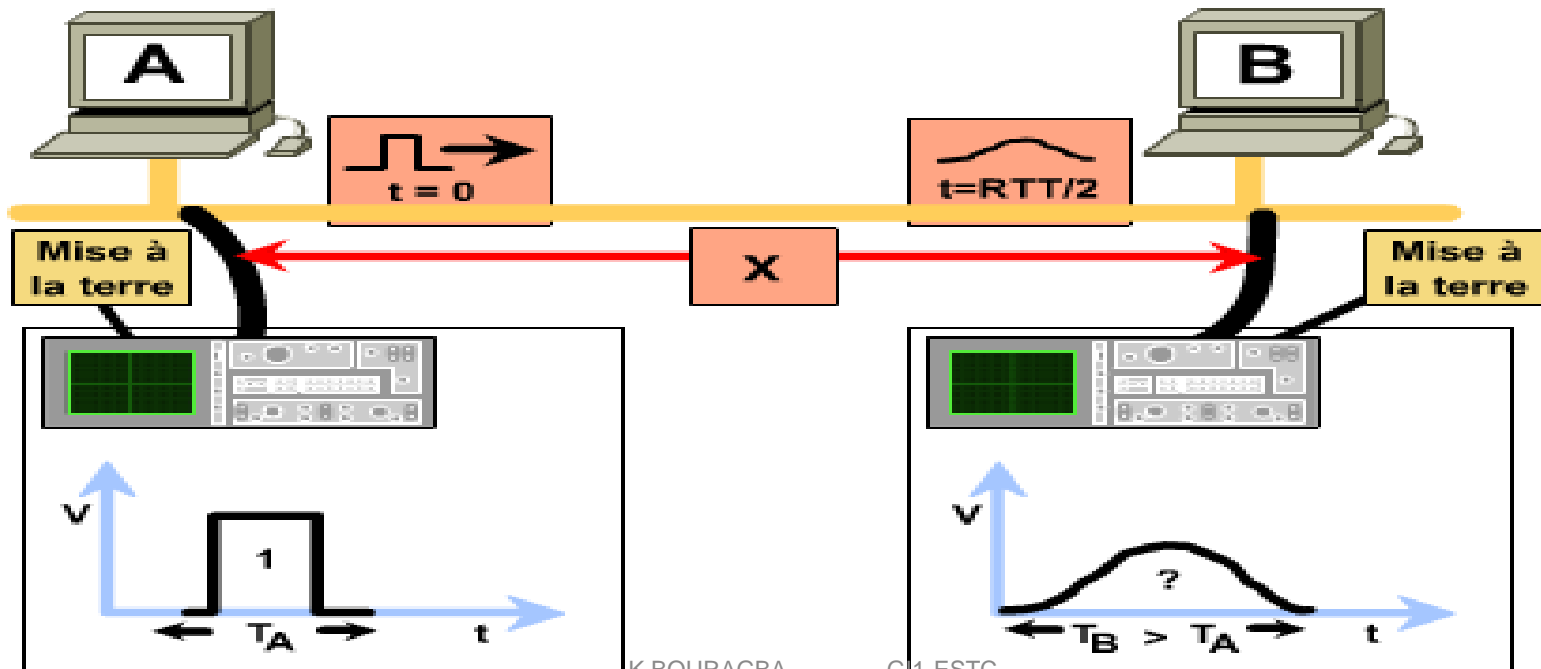 A
B
t = 0
t=RTT/2
Mise à
la terre
X
Mise à
la terre
V
1
TA
t
V
?
TB > TA
t